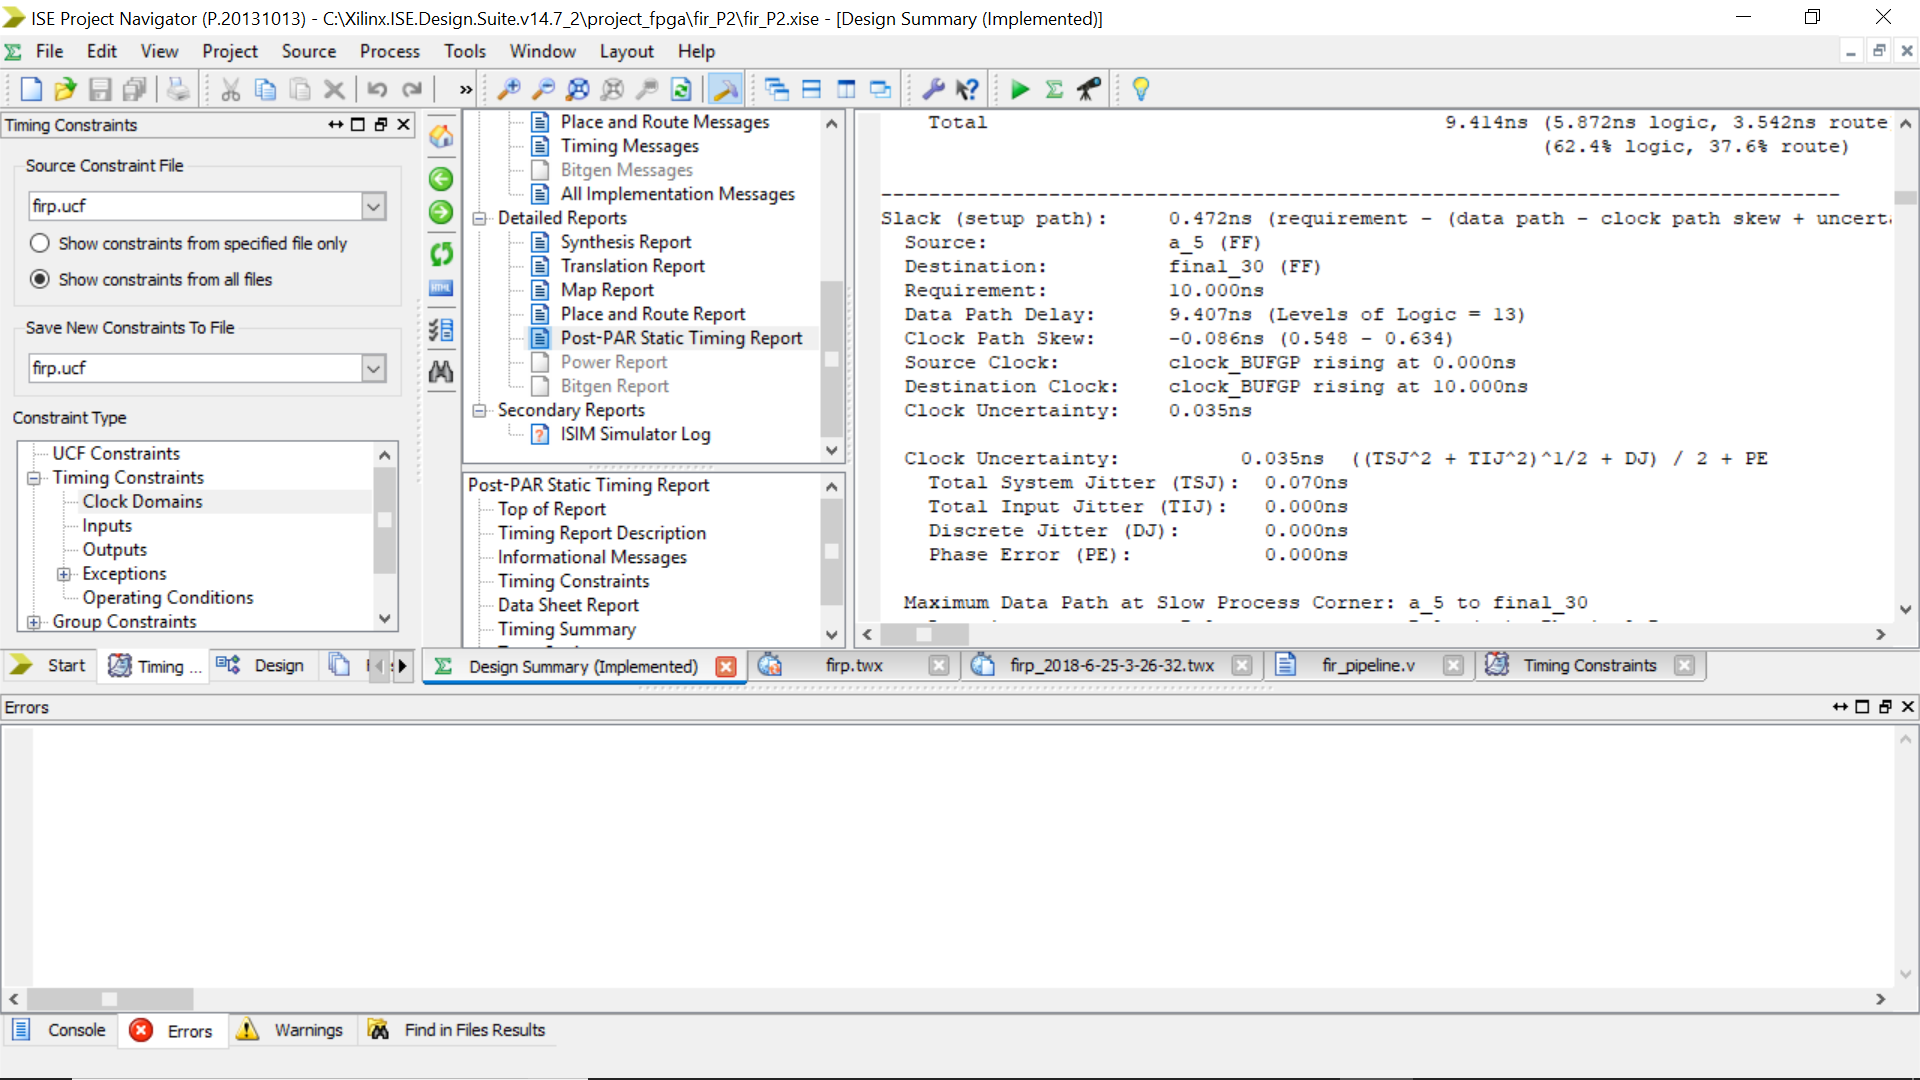 ISE Project Navigator (P.20131013) - C:\Xilinx.ISE.Design.Suite.v14.7_2\project_fpga\fir_P2\fir_P2.xise - [Design Summary (Implemented)]
File Edit View Project Source Process Tools Window Layout Help
Timing Constraints
Source Constraint File
firp.ucf
Show constraints from specified file only
Show constraints from all files
Save New Constraints To File
firp.ucf
Constraint Type
UCF Constraints
Timing Constraints
Clock Domains
Inputs
Outputs
Exceptions
Operating Conditions
Group Constraints
Start Timing ... Design
HTML
Place and Route Messages
Timing Messages
Bitgen Messages
All Implementation Messages
Detailed Reports
Synthesis Report
Translation Report
Map Report
Place and Route Report
Post-PAR Static Timing Report
Power Report
Bitgen Report
Secondary Reports
ISIM Simulator Log
Post-PAR Static Timing Report
Top of Report
Timing Report Description
Informational Messages
Timing Constraints
Data Sheet Report
Timing Summary
Total 9.414ns (5.872ns logic, 3.542ns route
(62.4% logic, 37.6% route)
--------------------------------------------------------------------------------
Slack (setup path): 0.472ns (requirement - (data path - clock path skew + uncert
Source: a_5 (FF)
Destination: final_30 (FF)
Requirement: 10.000ns
Data Path Delay: 9.407ns (Levels of Logic = 13)
Clock Path Skew: -0.086ns (0.548 - 0.634)
Source Clock: clock_BUFGP rising at 0.000ns
Destination Clock: clock_BUFGP rising at 10.000ns
Clock Uncertainty: 0.035ns
Clock Uncertainty: 0.035ns ((TSJ^2 + TIJ^2)^1/2 + DJ) / 2 + PE
Total System Jitter (TSJ): 0.070ns
Total Input Jitter (TIJ): 0.000ns
Discrete Jitter (DJ): 0.000ns
Phase Error (PE): 0.000ns
Maximum Data Path at Slow Process Corner: a_5 to final_30
Design Summary (Implemented) firp.twx firp_2018-6-25-3-26-32.twx fir_pipeline.v Timing Constraints
Errors
Console Errors Warnings Find in Files Results